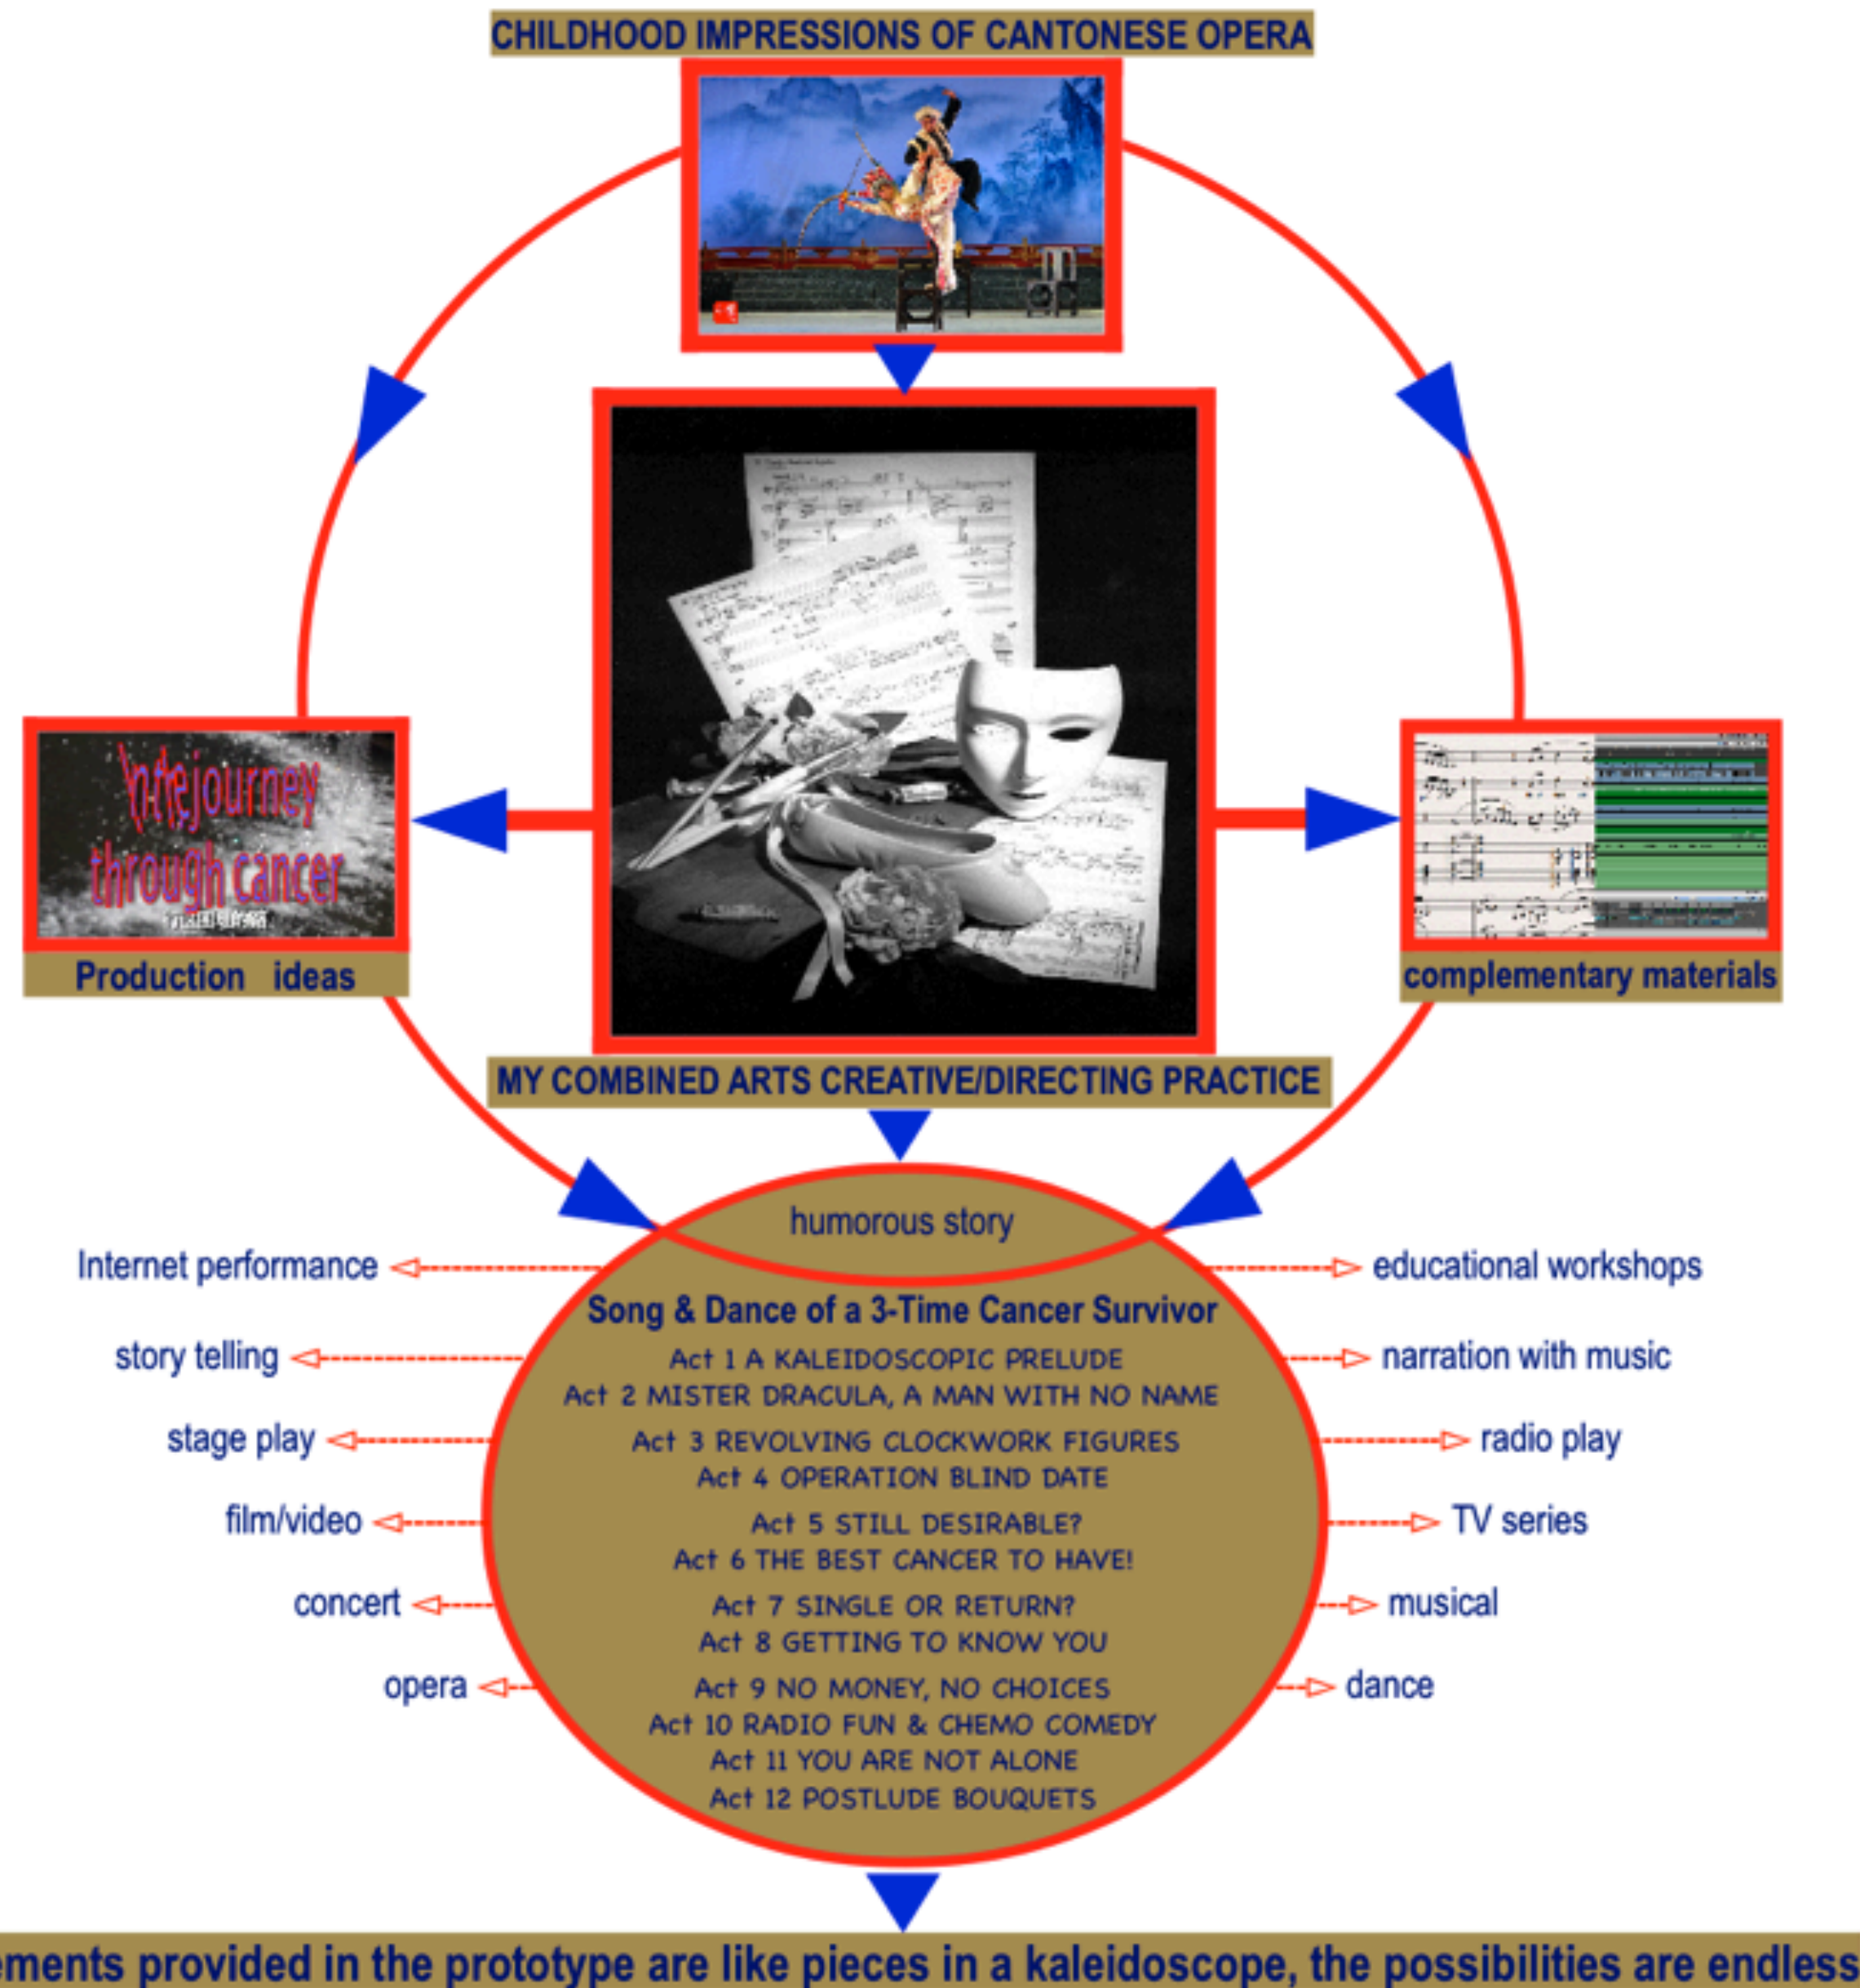 CHILDHOOD IMPRESSIONS OF CANTONESE OPERA
journey
through cancer
Production ideas
complementary materials
MY COMBINED ARTS CREATIVE/DIRECTING PRACTICE
humorous story
Internet performance
educational workshops
Song & Dance of a 3-Time Cancer Survivor
story telling
Act 1 A KALEIDOSCOPIC PRELUDE
narration with music
Act 2 MISTER DRACULA, A MAN WITH NO NAME
stage play
Act 3 REVOLVING CLOCKWORK FIGURES
radio play
Act 4 OPERATION BLIND DATE
film/video
Act 5 STILL DESIRABLE?
TV series
Act 6 THE BEST CANCER TO HAVE!
concert
Act 7 SINGLE OR RETURN?
musical
Act 8 GETTING TO KNOW YOU
opera
Act 9 NO MONEY, NO CHOICES
dance
Act 10 RADIO FUN & CHEMO COMEDY
Act 11 YOU ARE NOT ALONE
Act 12 POSTLUDE BOUQUETS
ements provided in the prototype are like pieces in a kaleidoscope, the possibilities are endless